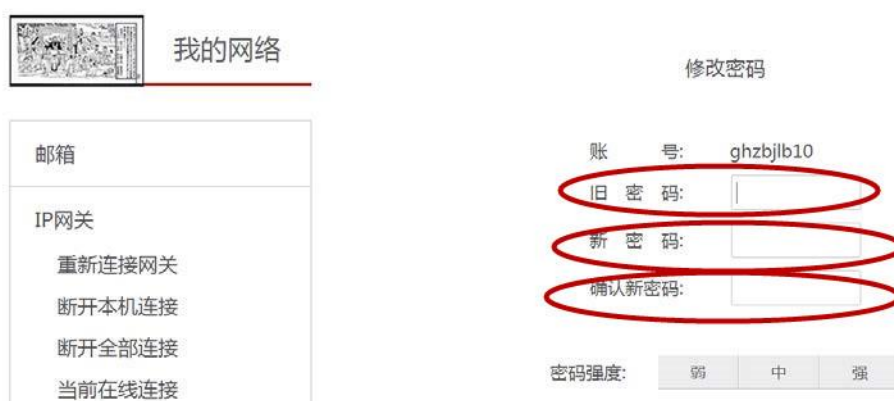 我的网络
邮箱
IP网关
重新连接网关
断开本机连接
断开全部连接
当前在线连接
修改密码
账 号: ghzbjlb10
旧 密 码:
新 密 码:
确认新密码:
密码强度: 弱 中 强